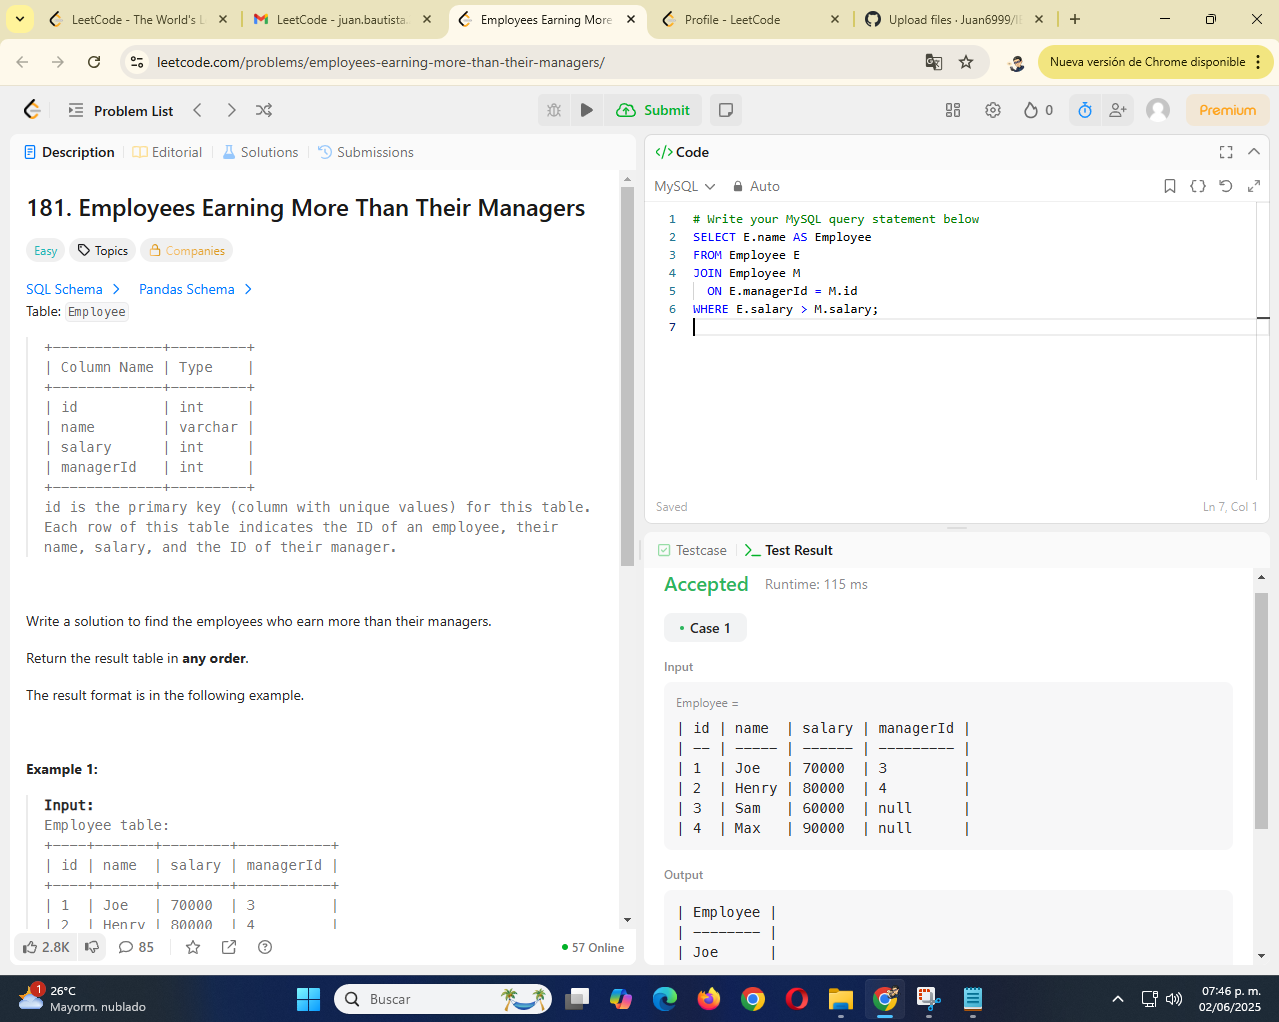 LeetCode - The World's L
LeetCode - juan.bautista.
Employees Earning More
Profile - LeetCode
Upload files · Juan6999/IE
leetcode.com/problems/employees-earning-more-than-their-managers/
Nueva versión de Chrome disponible
Problem List
Submit
0
Premium
Description
Editorial
Solutions
Submissions
181. Employees Earning More Than Their Managers
Easy
Topics
Companies
SQL Schema
Pandas Schema
Table: Employee
+-------------+---------+
| Column Name | Type    |
+-------------+---------+
| id          | int     |
| name        | varchar |
| salary      | int     |
| managerId   | int     |
+-------------+---------+
id is the primary key (column with unique values) for this table.
Each row of this table indicates the ID of an employee, their
name, salary, and the ID of their manager.
Write a solution to find the employees who earn more than their managers.
Return the result table in any order.
The result format is in the following example.
Example 1:
Input:
Employee table:
+----+-------+--------+-----------+
| id | name  | salary | managerId |
+----+-------+--------+-----------+
| 1  | Joe   | 70000  | 3         |
| 2  | Henry | 80000  | 4         |
2.8K
85
57 Online
</>Code
MySQL
Auto
1 # Write your MySQL query statement below
2 SELECT E.name AS Employee
3 FROM Employee E
4 JOIN Employee M
5   ON E.managerId = M.id
6 WHERE E.salary > M.salary;
7
Saved
Ln 7, Col 1
Testcase
Test Result
Accepted
Runtime: 115 ms
Case 1
Input
Employee =
| id | name  | salary | managerId |
| -- | ----- | ------ | --------- |
| 1  | Joe   | 70000  | 3         |
| 2  | Henry | 80000  | 4         |
| 3  | Sam   | 60000  | null      |
| 4  | Max   | 90000  | null      |
Output
| Employee |
| -------- |
| Joe      |
1
26°C
Mayorm. nublado
Buscar
07:46 p. m.
02/06/2025